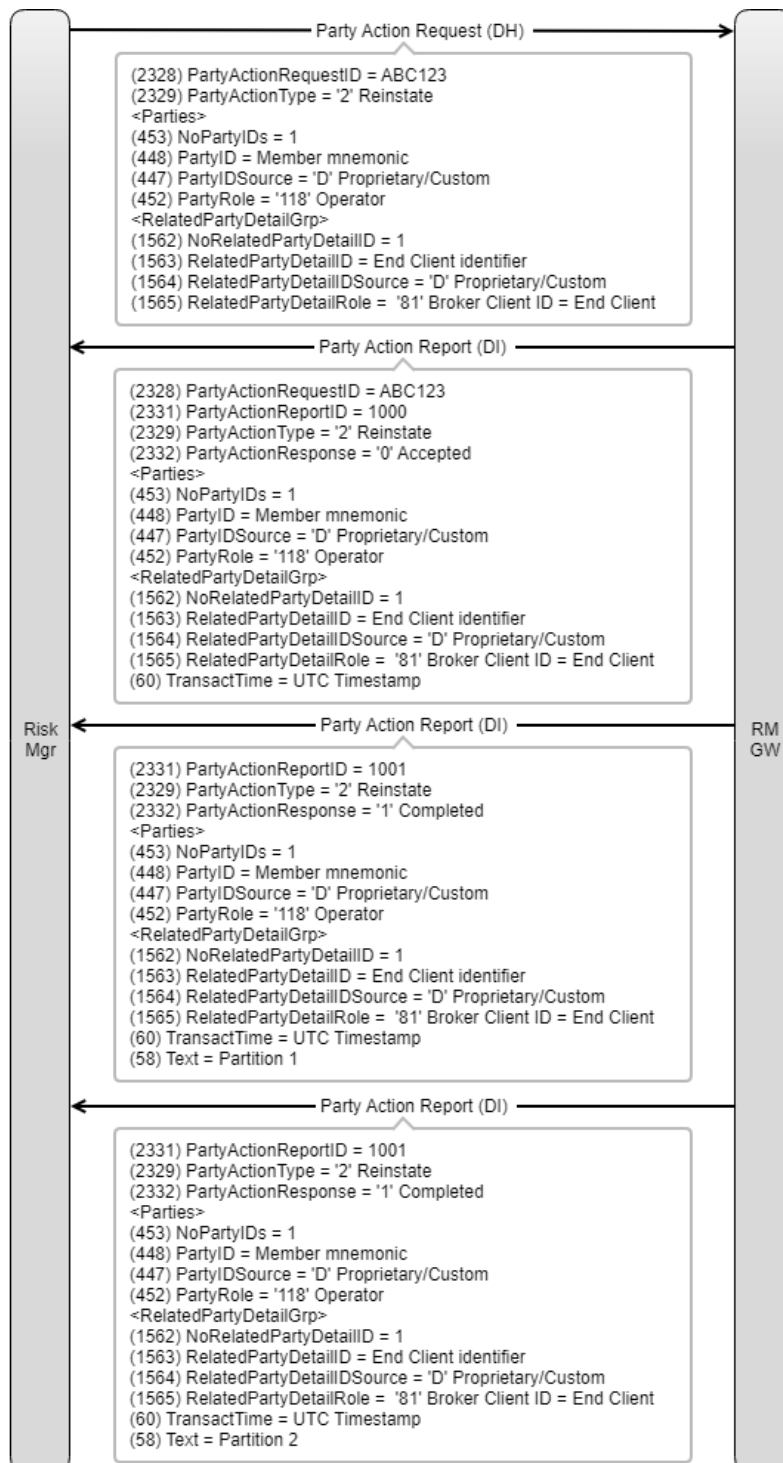 Party Action Request (DH)
(2328) PartyActionRequestID = ABC123
(2329) PartyActionType = '2' Reinstate
<Parties>
(453) NoPartyIDs = 1
(448) PartyID = Member mnemonic
(447) PartyIDSource = 'D' Proprietary/Custom
(452) PartyRole = '118' Operator
<RelatedPartyDetailGrp>
(1562) NoRelatedPartyDetailID = 1
(1563) RelatedPartyDetailID = End Client identifier
(1564) RelatedPartyDetailIDSource = 'D' Proprietary/Custom
(1565) RelatedPartyDetailRole =  '81' Broker Client ID = End Client
Party Action Report (DI)
(2328) PartyActionRequestID = ABC123
(2331) PartyActionReportID = 1000
(2329) PartyActionType = '2' Reinstate
(2332) PartyActionResponse = '0' Accepted
<Parties>
(453) NoPartyIDs = 1
(448) PartyID = Member mnemonic
(447) PartyIDSource = 'D' Proprietary/Custom
(452) PartyRole = '118' Operator
<RelatedPartyDetailGrp>
(1562) NoRelatedPartyDetailID = 1
(1563) RelatedPartyDetailID = End Client identifier
(1564) RelatedPartyDetailIDSource = 'D' Proprietary/Custom
(1565) RelatedPartyDetailRole =  '81' Broker Client ID = End Client
(60) TransactTime = UTC Timestamp
Risk
Mgr
Party Action Report (DI)
RM
GW
(2331) PartyActionReportID = 1001
(2329) PartyActionType = '2' Reinstate
(2332) PartyActionResponse = '1' Completed
<Parties>
(453) NoPartyIDs = 1
(448) PartyID = Member mnemonic
(447) PartyIDSource = 'D' Proprietary/Custom
(452) PartyRole = '118' Operator
<RelatedPartyDetailGrp>
(1562) NoRelatedPartyDetailID = 1
(1563) RelatedPartyDetailID = End Client identifier
(1564) RelatedPartyDetailIDSource = 'D' Proprietary/Custom
(1565) RelatedPartyDetailRole =  '81' Broker Client ID = End Client
(60) TransactTime = UTC Timestamp
(58) Text = Partition 1
Party Action Report (DI)
(2331) PartyActionReportID = 1001
(2329) PartyActionType = '2' Reinstate
(2332) PartyActionResponse = '1' Completed
<Parties>
(453) NoPartyIDs = 1
(448) PartyID = Member mnemonic
(447) PartyIDSource = 'D' Proprietary/Custom
(452) PartyRole = '118' Operator
<RelatedPartyDetailGrp>
(1562) NoRelatedPartyDetailID = 1
(1563) RelatedPartyDetailID = End Client identifier
(1564) RelatedPartyDetailIDSource = 'D' Proprietary/Custom
(1565) RelatedPartyDetailRole =  '81' Broker Client ID = End Client
(60) TransactTime = UTC Timestamp
(58) Text = Partition 2